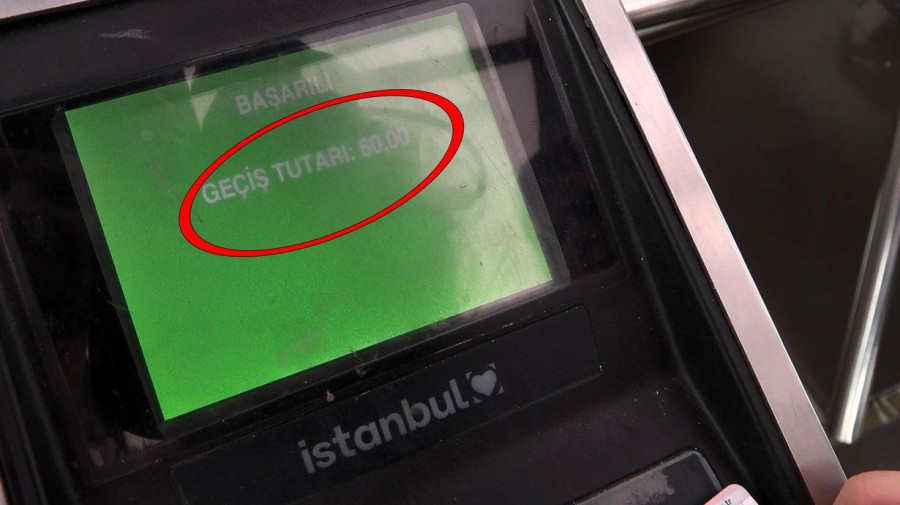 BAŞARILI
GEÇİŞ TUTARI: 60.00
istanbul